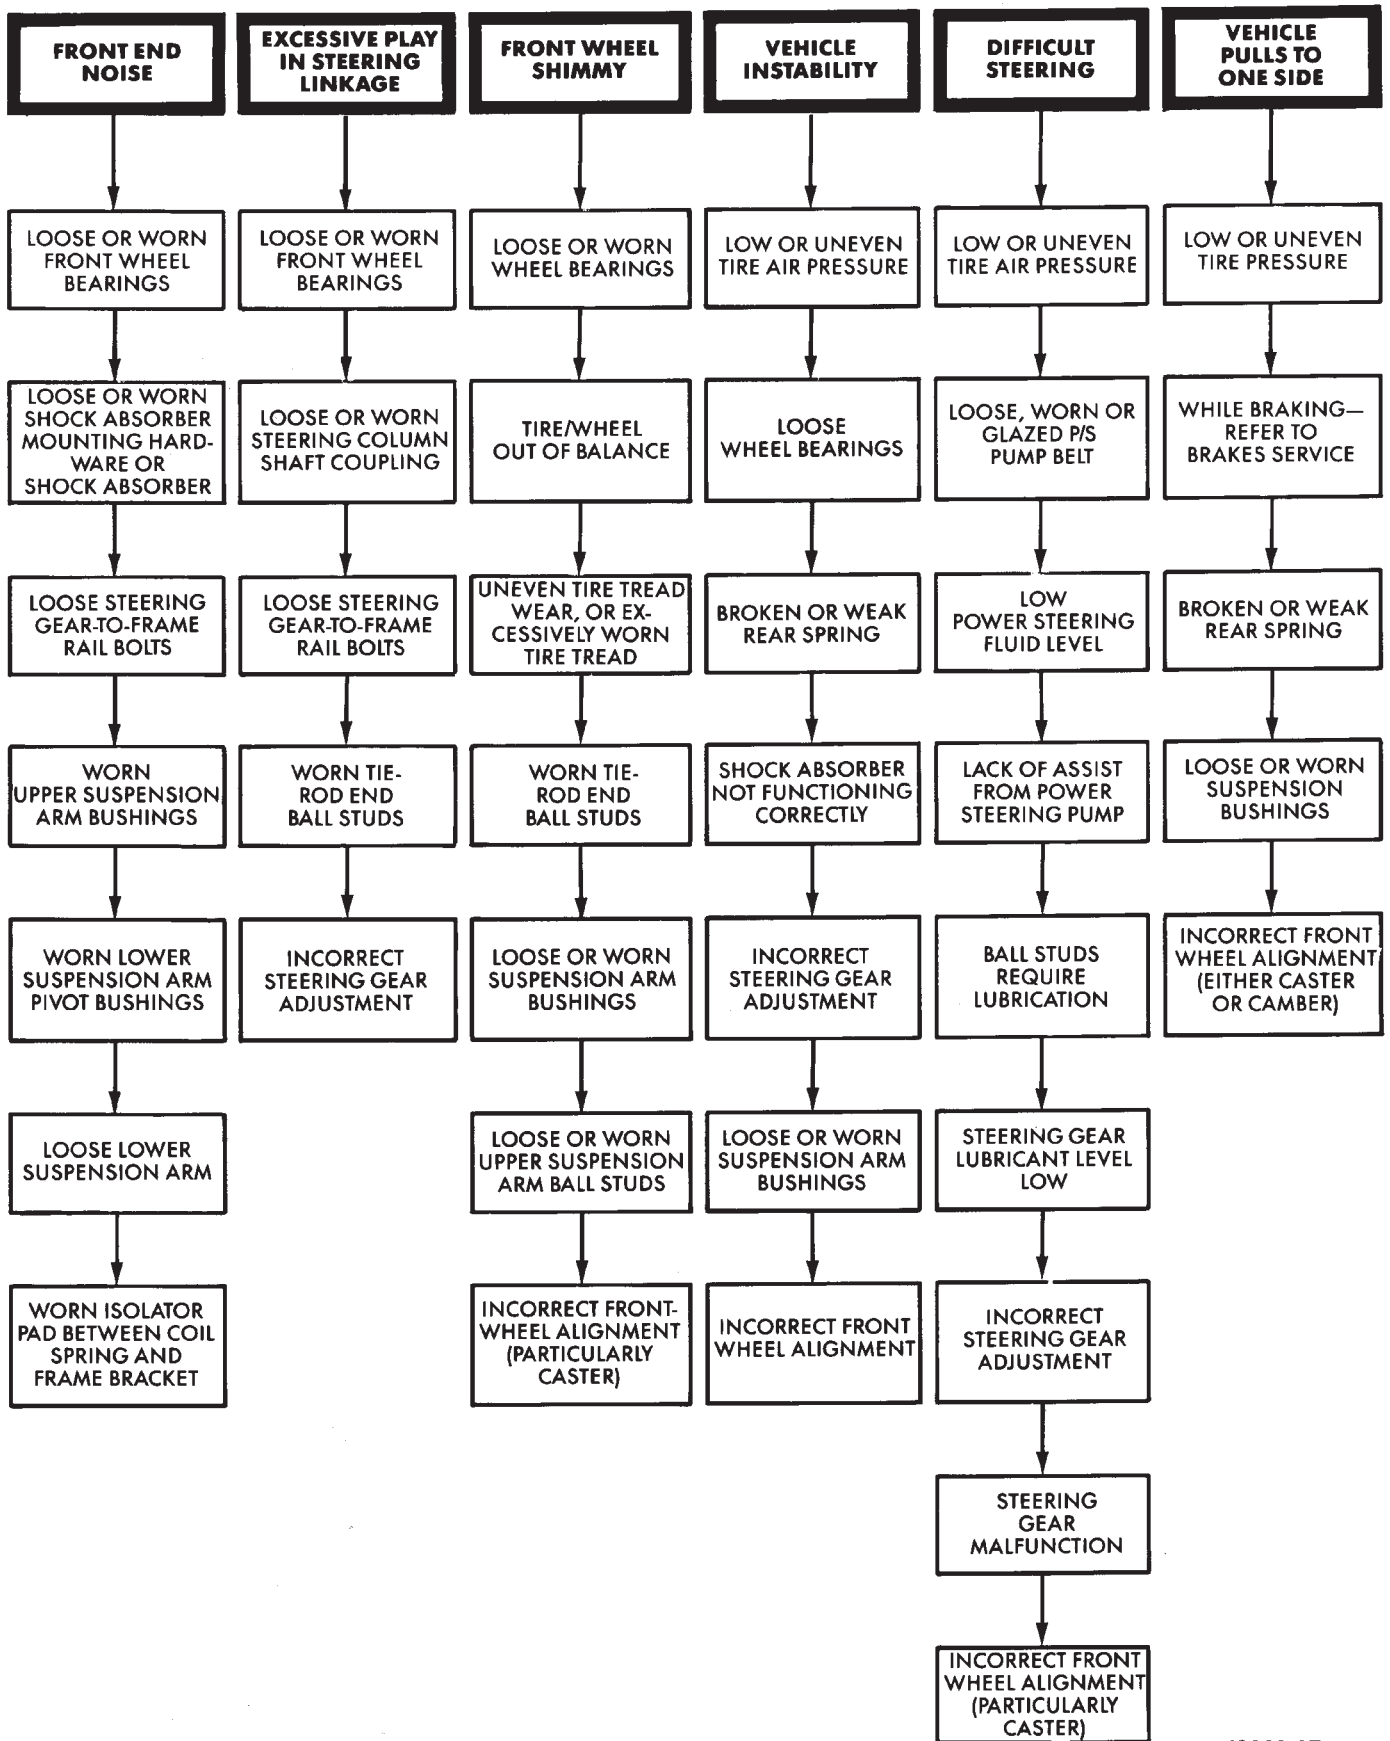 FRONT END
NOISE
LOOSE OR WORN
FRONT WHEEL
BEARINGS
LOOSE OR WORN
SHOCK ABSORBER
MOUNTING HARD-
WARE OR
SHOCK ABSORBER
LOOSE STEERING
GEAR-TO-FRAME
RAIL BOLTS
WORN
UPPER SUSPENSION
ARM BUSHINGS
WORN LOWER
SUSPENSION ARM
PIVOT BUSHINGS
LOOSE LOWER
SUSPENSION ARM
WORN ISOLATOR
PAD BETWEEN COIL
SPRING AND
FRAME BRACKET
EXCESSIVE PLAY
IN STEERING
LINKAGE
LOOSE OR WORN
FRONT WHEEL
BEARINGS
LOOSE OR WORN
STEERING COLUMN
SHAFT COUPLING
LOOSE STEERING
GEAR-TO-FRAME
RAIL BOLTS
WORN TIE-
ROD END
BALL STUDS
INCORRECT
STEERING GEAR
ADJUSTMENT
FRONT WHEEL
SHIMMY
LOOSE OR WORN
WHEEL BEARINGS
TIRE/WHEEL
OUT OF BALANCE
UNEVEN TIRE TREAD
WEAR, OR EX-
CESSIVELY WORN
TIRE TREAD
WORN TIE-
ROD END
BALL STUDS
LOOSE OR WORN
SUSPENSION ARM
BUSHINGS
LOOSE OR WORN
UPPER SUSPENSION
ARM BALL STUDS
INCORRECT FRONT-
WHEEL ALIGNMENT
(PARTICULARLY
CASTER)
VEHICLE
INSTABILITY
LOW OR UNEVEN
TIRE AIR PRESSURE
LOOSE
WHEEL BEARINGS
BROKEN OR WEAK
REAR SPRING
SHOCK ABSORBER
NOT FUNCTIONING
CORRECTLY
INCORRECT
STEERING GEAR
ADJUSTMENT
LOOSE OR WORN
SUSPENSION ARM
BUSHINGS
INCORRECT FRONT
WHEEL ALIGNMENT
DIFFICULT
STEERING
LOW OR UNEVEN
TIRE AIR PRESSURE
LOOSE, WORN OR
GLAZED P/S
PUMP BELT
LOW
POWER STEERING
FLUID LEVEL
LACK OF ASSIST
FROM POWER
STEERING PUMP
BALL STUDS
REQUIRE
LUBRICATION
STEERING GEAR
LUBRICANT LEVEL
LOW
INCORRECT
STEERING GEAR
ADJUSTMENT
STEERING
GEAR
MALFUNCTION
INCORRECT FRONT
WHEEL ALIGNMENT
(PARTICULARLY
CASTER)
VEHICLE
PULLS TO
ONE SIDE
LOW OR UNEVEN
TIRE PRESSURE
WHILE BRAKING—
REFER TO
BRAKES SERVICE
BROKEN OR WEAK
REAR SPRING
LOOSE OR WORN
SUSPENSION
BUSHINGS
INCORRECT FRONT
WHEEL ALIGNMENT
(EITHER CASTER
OR CAMBER)